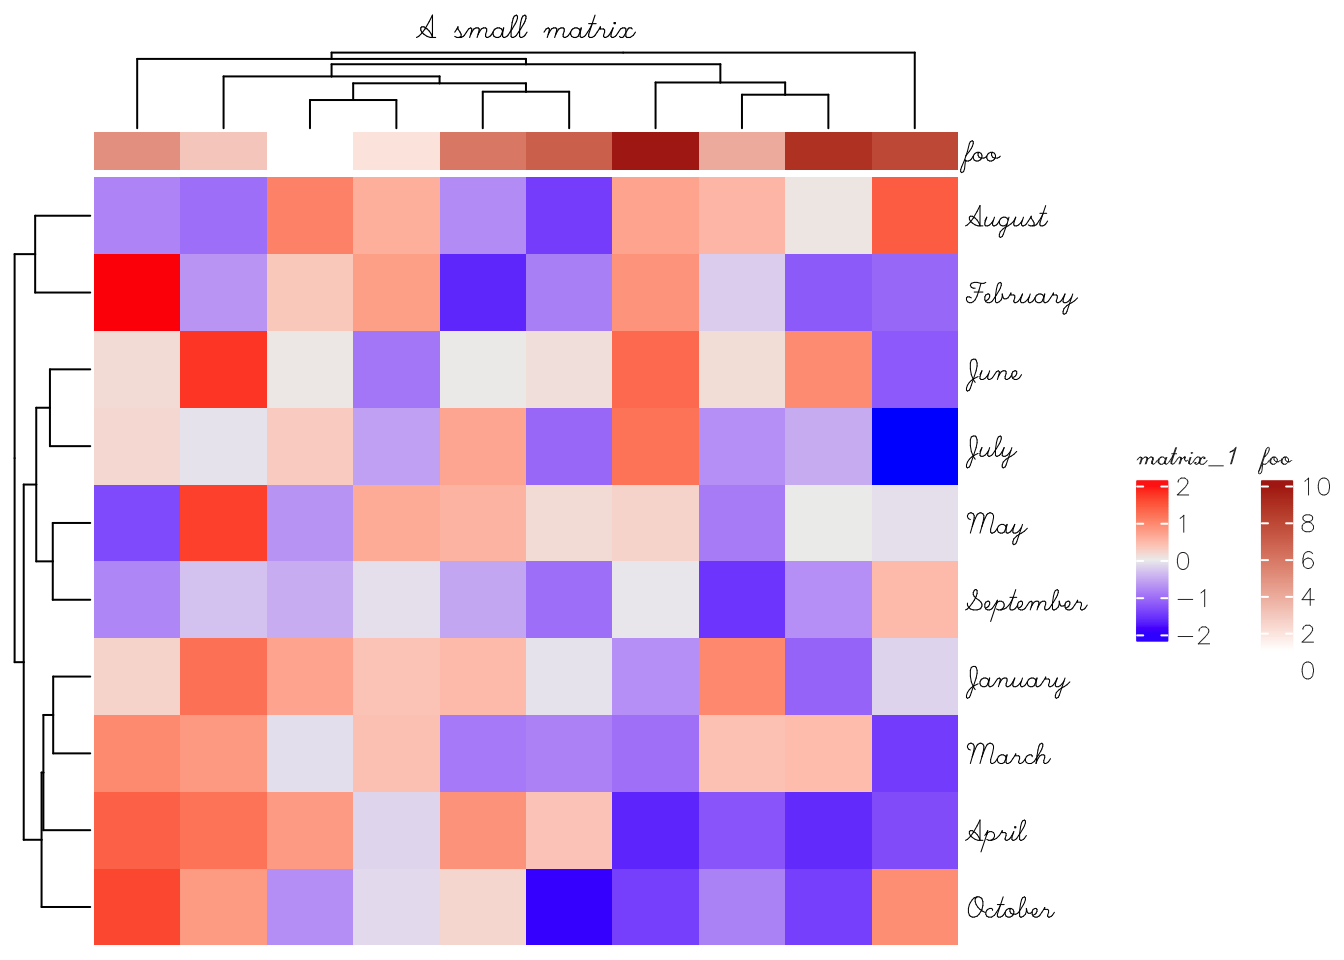 A small matrix
foo
August
February
June
July
May
September
January
March
April
October
matrix_1
2
1
0
−1
−2
foo
10
8
6
4
2
0